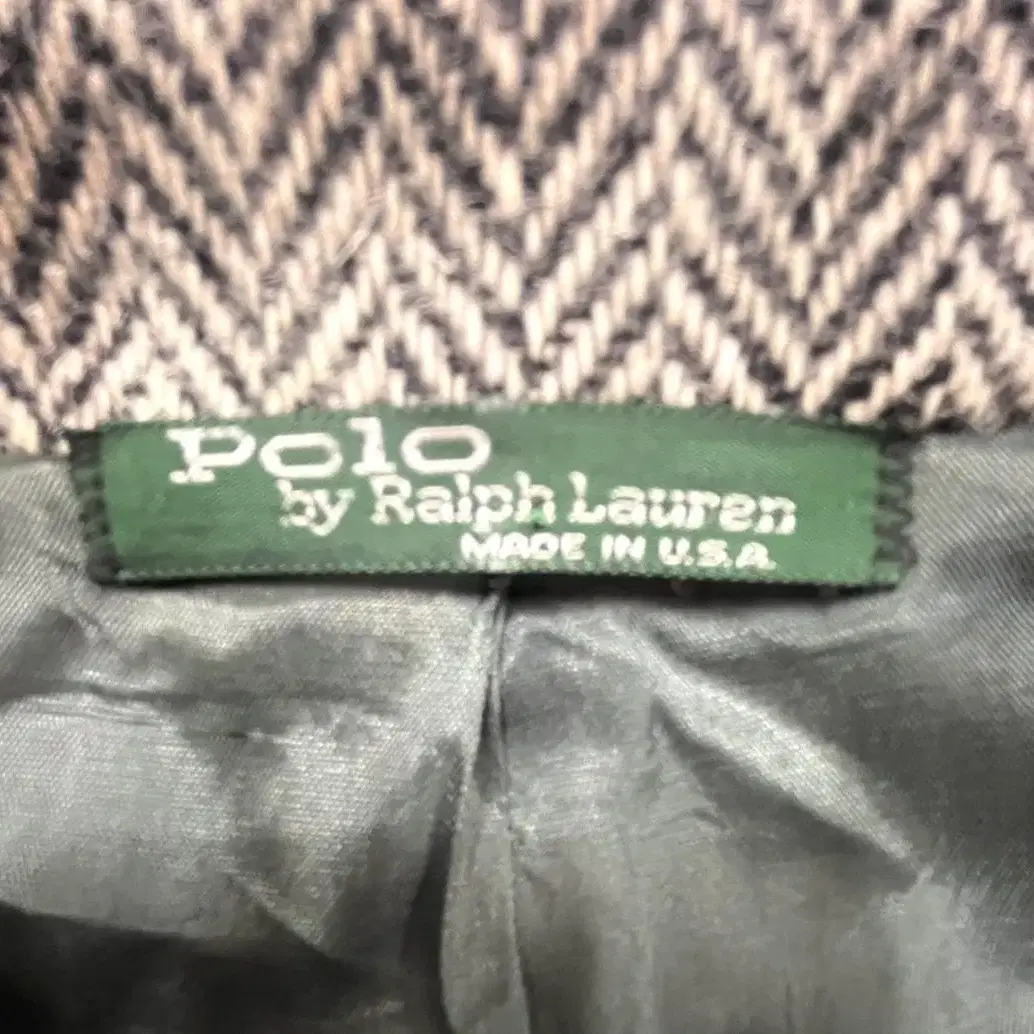 Polo
by Ralph Lauren
MADE IN U.S.A.